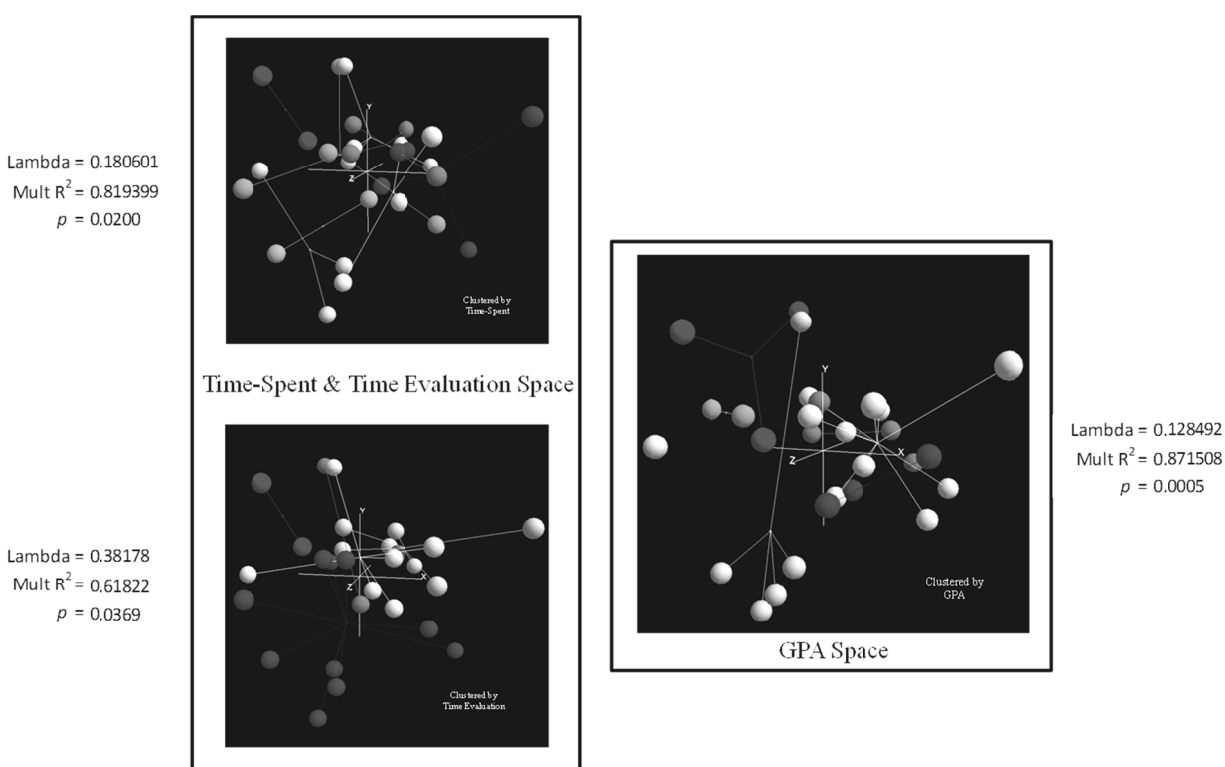 Lambda = 0.180601
Mult R² = 0.819399
p = 0.0200
Y
Z
Clustered by
Time-Spent
Time-Spent & Time Evaluation Space
Lambda = 0.38178
Mult R² = 0.61822
p = 0.0369
Y
X
Z
Clustered by
Time Evaluation
Y
X
Z
Clustered by
GPA
GPA Space
Lambda = 0.128492
Mult R² = 0.871508
p = 0.0005